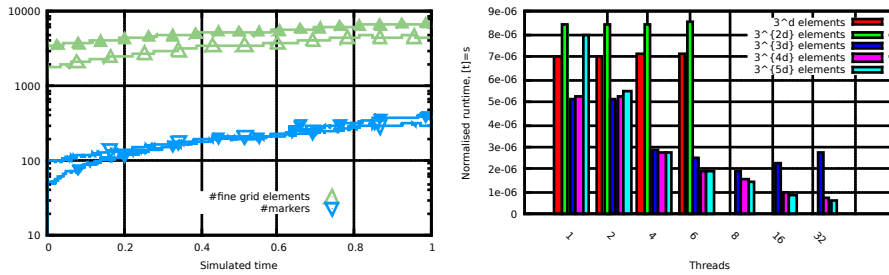 10000
1000
100
10
0
0.2
0.4
0.6
0.8
1
Simulated time
#fine grid elements
#markers
9e-06
8e-06
7e-06
6e-06
5e-06
4e-06
3e-06
2e-06
1e-06
0
Normalised runtime, [t]=s
3^d elements
3^{2d} elements
3^{3d} elements
3^{4d} elements
3^{5d} elements
1
2
4
6
8
16
32
Threads